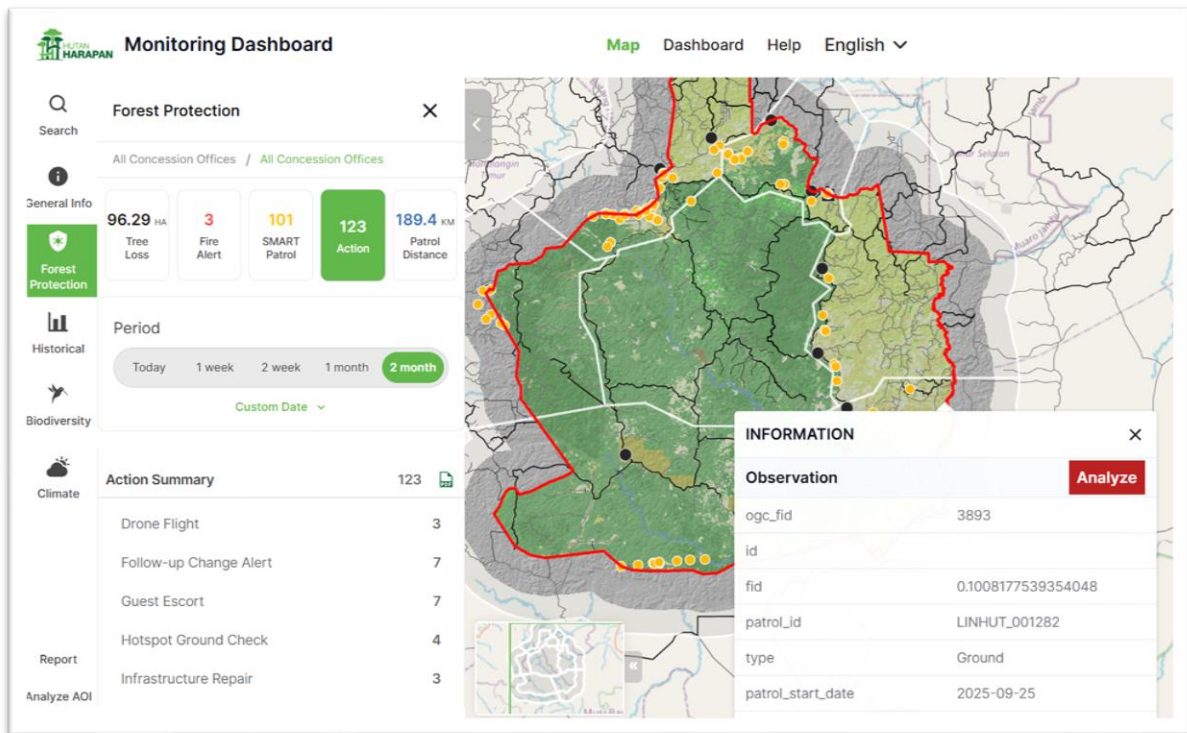 HUTAN
HARAPAN
Monitoring Dashboard
Map
Dashboard
Help
English
Search
General Info
Forest
Protection
Historical
Biodiversity
Climate
Report
Analyze AOI
Forest Protection
All Concession Offices / All Concession Offices
96.29 HA
Tree
Loss
3
Fire
Alert
101
SMART
Patrol
123
Action
189.4 KM
Patrol
Distance
Period
Today
1 week
2 week
1 month
2 month
Custom Date
Action Summary
123
PDF
Drone Flight
3
Follow-up Change Alert
7
Guest Escort
7
Hotspot Ground Check
4
Infrastructure Repair
3
Timur
Selatan
Muaro Jambi
INFORMATION
Observation
Analyze
ogc_fid
3893
id
fid
0.1008177539354048
patrol_id
LINHUT_001282
type
Ground
patrol_start_date
2025-09-25